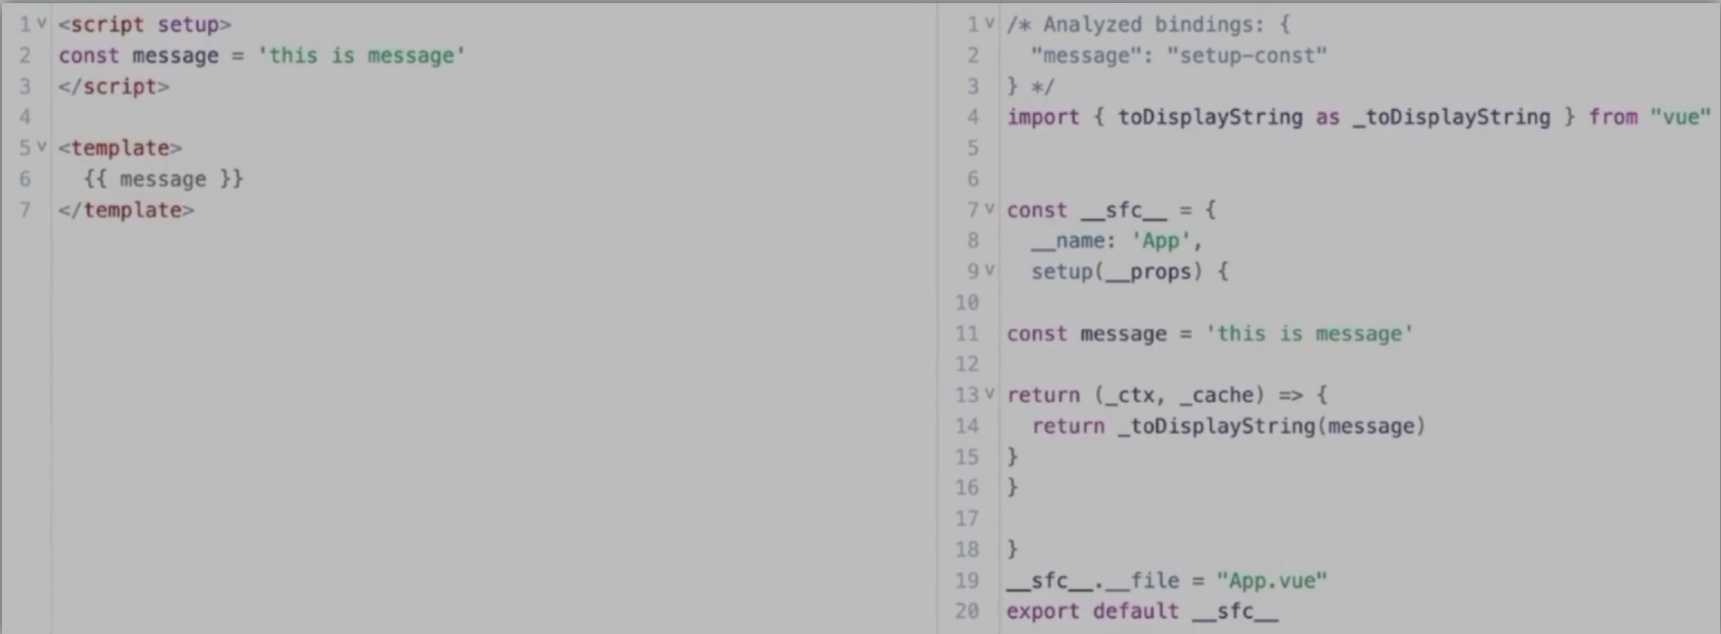 1 v <script setup>
2 const message = 'this is message'
3 </script>
4
5 v <template>
6   {{ message }}
7 </template>
1 v /* Analyzed bindings: {
2   "message": "setup-const"
3 } */
4 import { toDisplayString as _toDisplayString } from "vue"
5
6
7 v const __sfc__ = {
8   __name: 'App',
9 v   setup(__props) {
10
11 const message = 'this is message'
12
13 v return (_ctx, _cache) => {
14   return _toDisplayString(message)
15 }
16 }
17
18 }
19 __sfc__.__file = "App.vue"
20 export default __sfc__